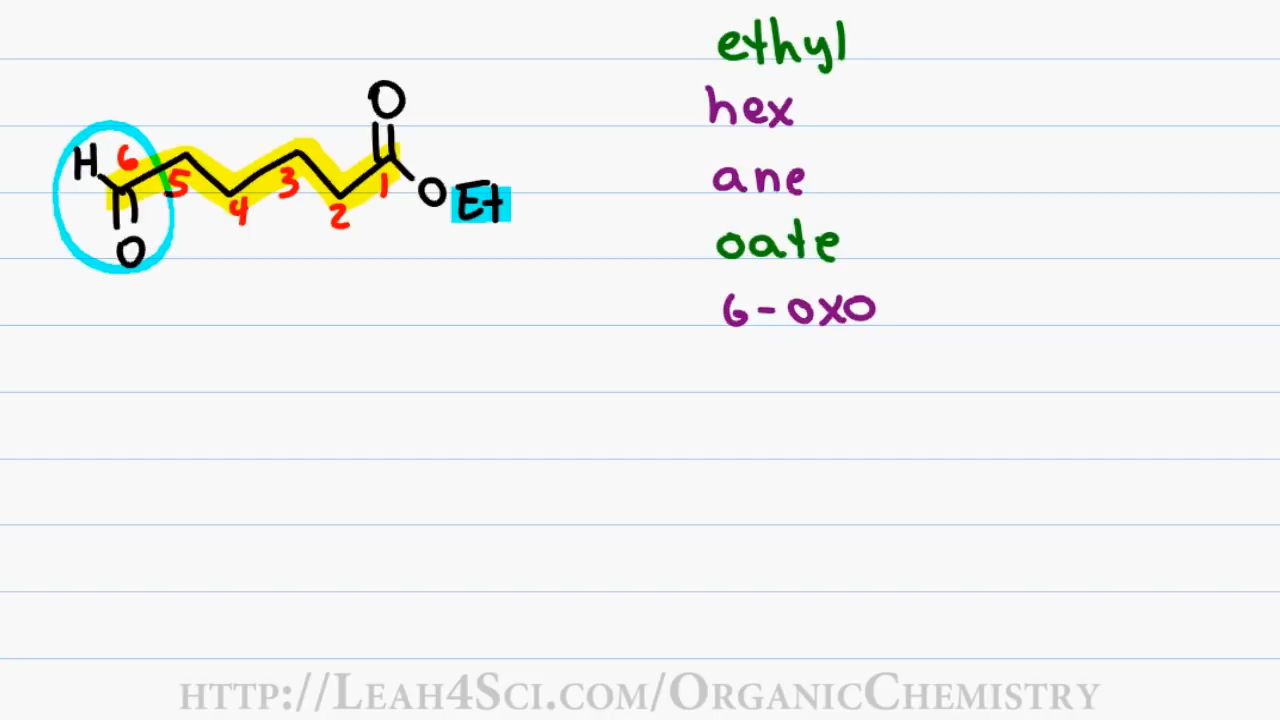 ethyl
hex
ane
oate
6-oxo
O
H 6 5 4 3 2 1
O Et
O
HTTP://LEAH4SCI.COM/ORGANICCHEMISTRY